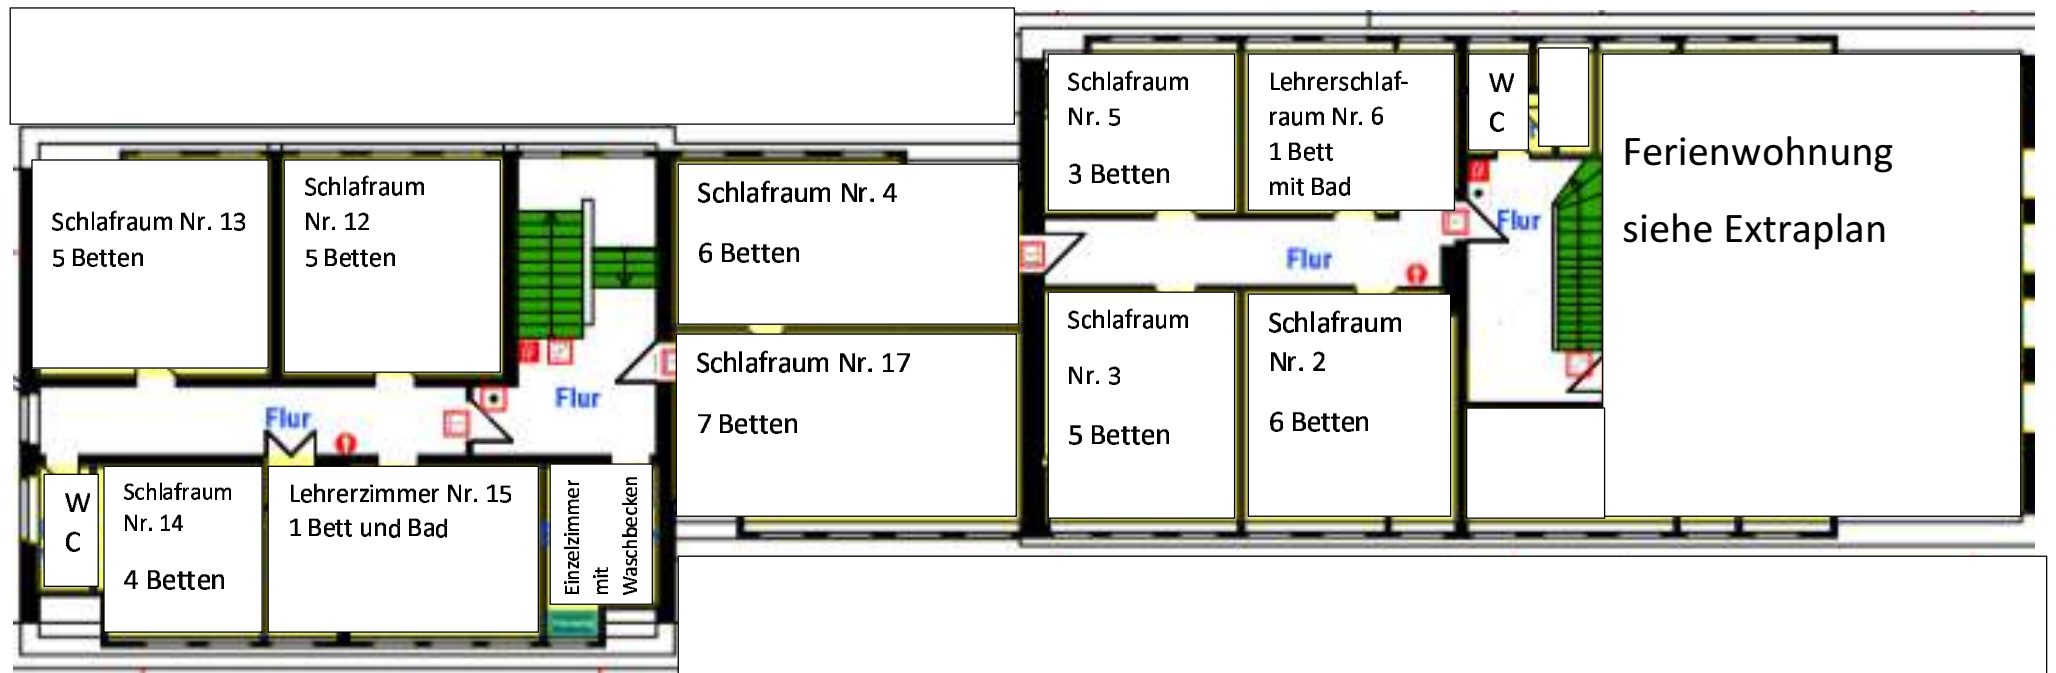 Schlafraum Nr. 13
5 Betten
Schlafraum
Nr. 12
5 Betten
Flur
W
C
Schlafraum
Nr. 14
4 Betten
Lehrerzimmer Nr. 15
1 Bett und Bad
Einzelzimmer
mit
Waschbecken
Flur
Schlafraum Nr. 4
6 Betten
Schlafraum Nr. 17
7 Betten
Schlafraum
Nr. 5
3 Betten
Lehrerschlaf-
raum Nr. 6
1 Bett
mit Bad
W
C
Flur
Flur
Schlafraum
Nr. 3
5 Betten
Schlafraum
Nr. 2
6 Betten
Ferienwohnung
siehe Extraplan